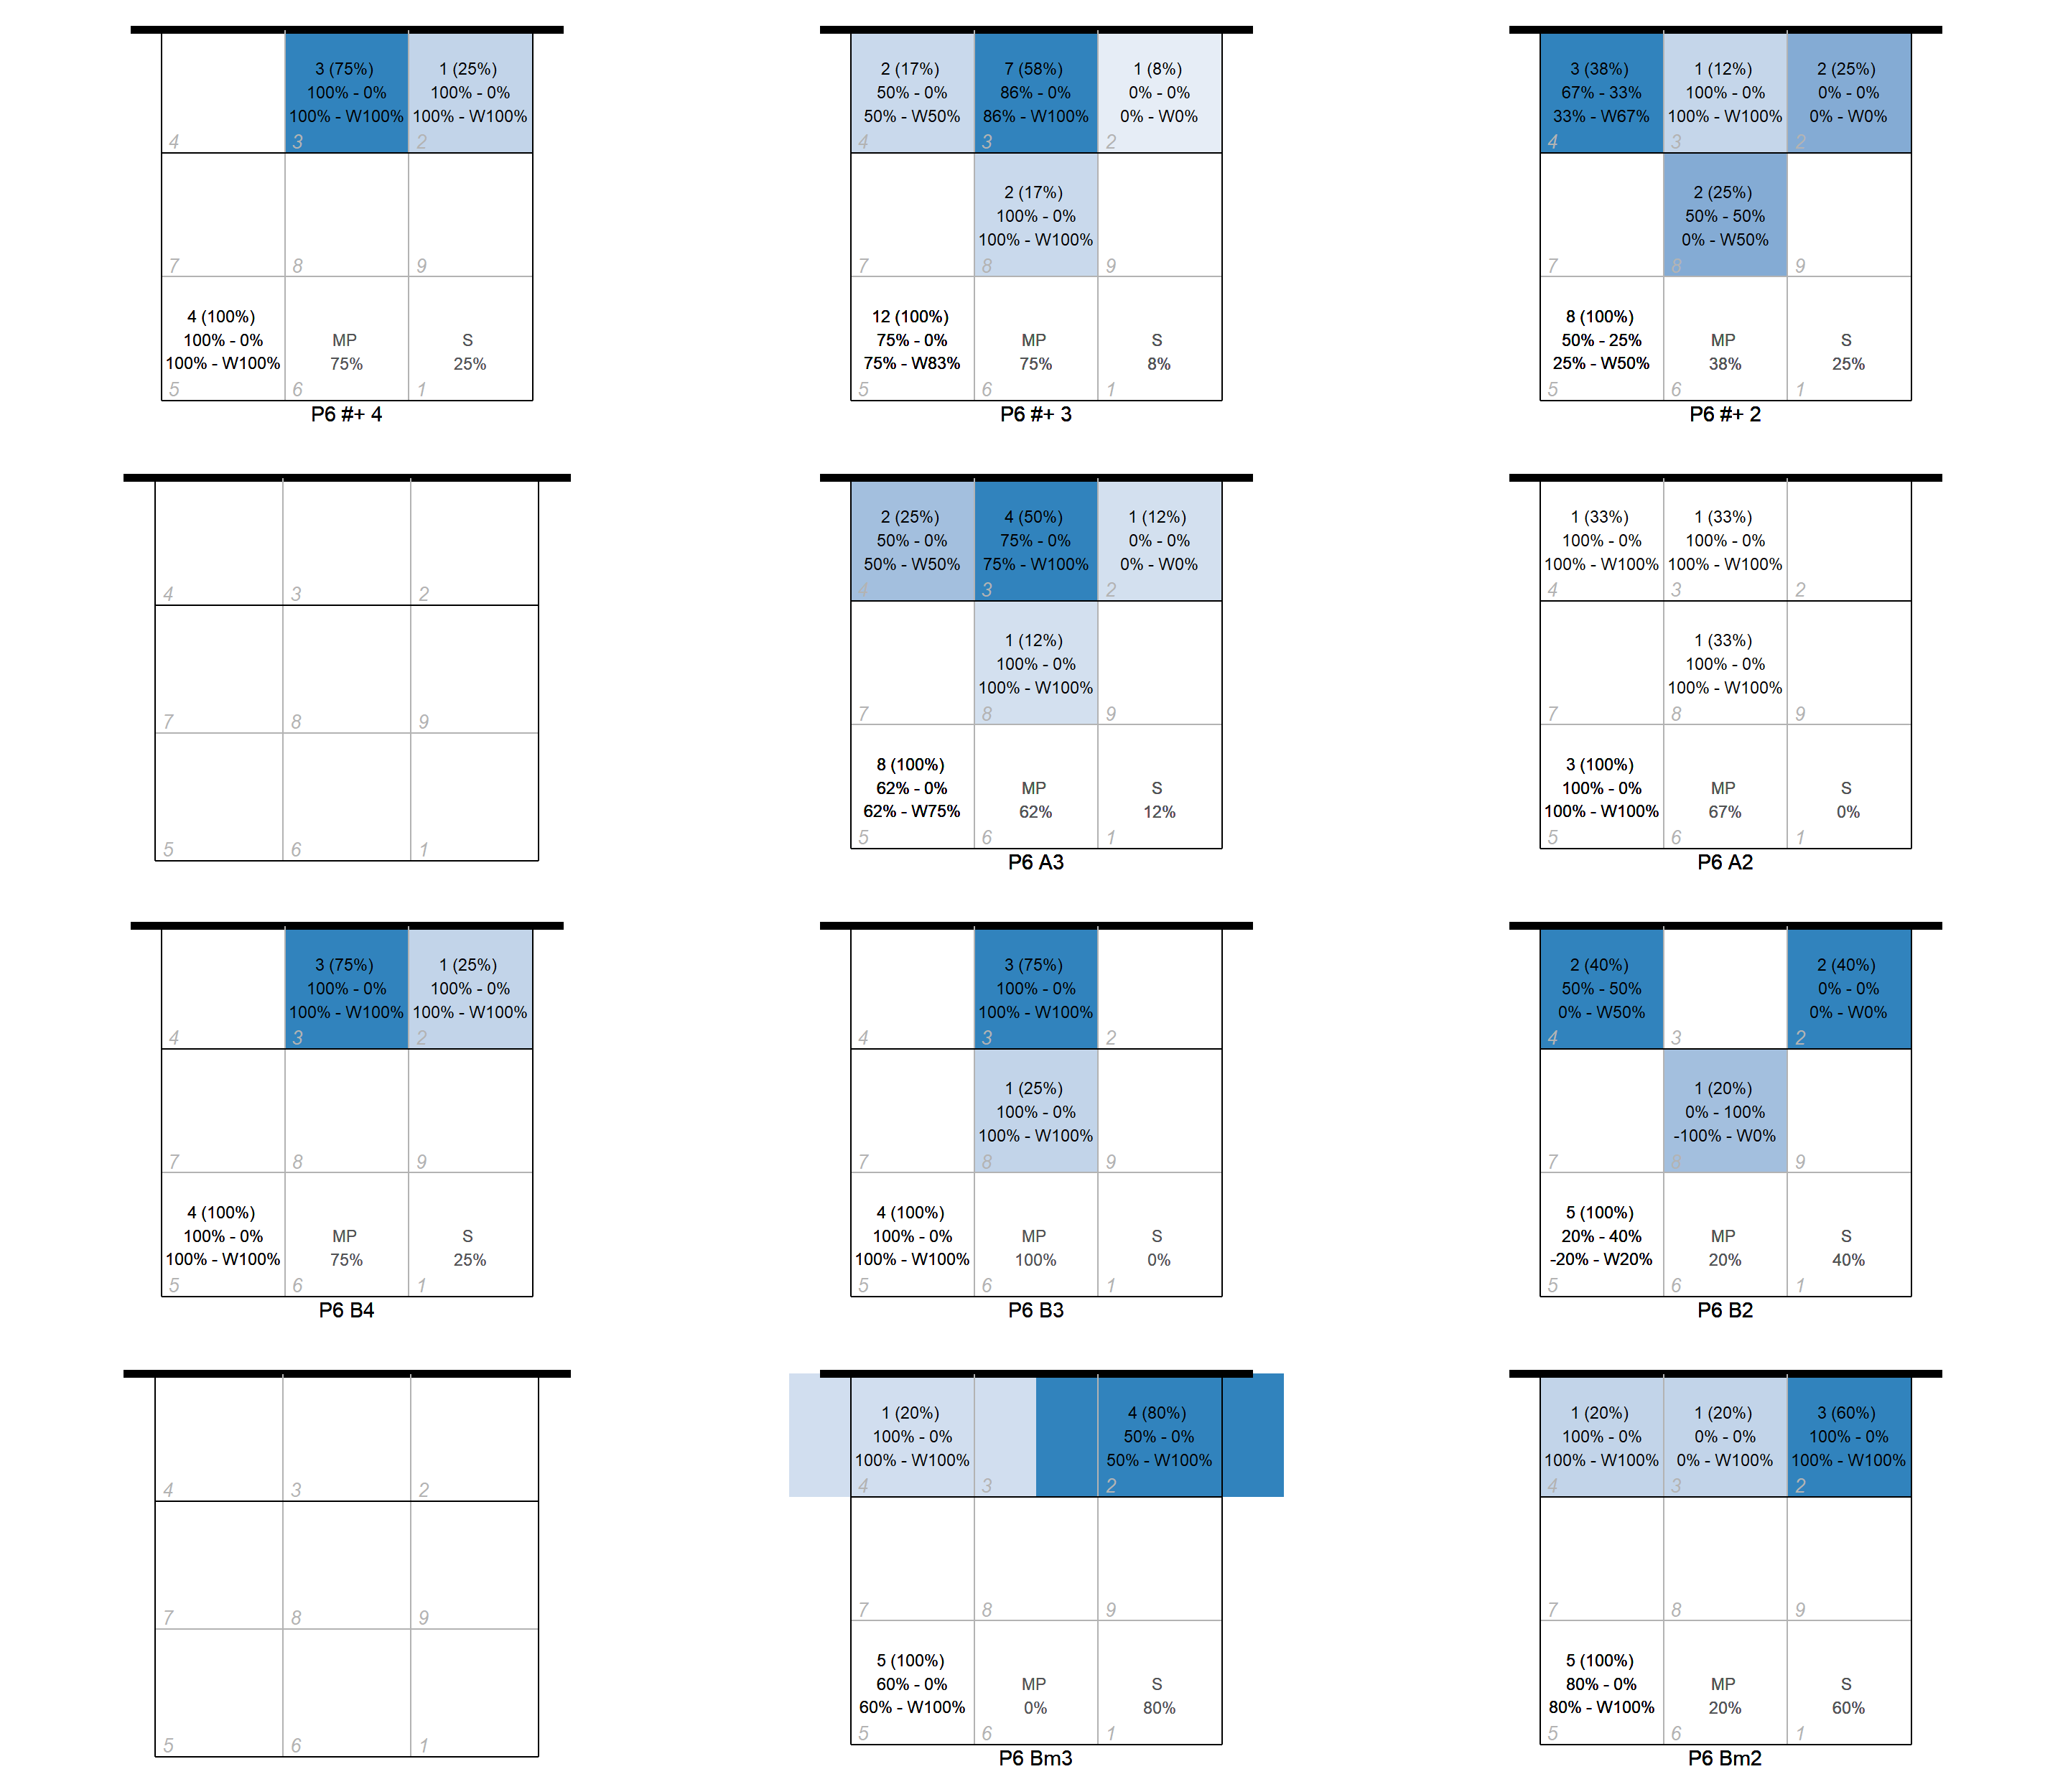 3 (75%)
100% - 0%
100% - W100%
1 (25%)
100% - 0%
100% - W100%
4
3
2
7
8
9
4 (100%)
100% - 0%
100% - W100%
MP
75%
S
25%
5
6
1
P6 #+ 4
2 (17%)
50% - 0%
50% - W50%
7 (58%)
86% - 0%
86% - W100%
1 (8%)
0% - 0%
0% - W0%
4
3
2
2 (17%)
100% - 0%
100% - W100%
7
8
9
12 (100%)
75% - 0%
75% - W83%
MP
75%
S
8%
5
6
1
P6 #+ 3
3 (38%)
67% - 33%
33% - W67%
1 (12%)
100% - 0%
100% - W100%
2 (25%)
0% - 0%
0% - W0%
4
3
2
2 (25%)
50% - 50%
0% - W50%
7
8
9
8 (100%)
50% - 25%
25% - W50%
MP
38%
S
25%
5
6
1
P6 #+ 2
4
3
2
7
8
9
5
6
1
2 (25%)
50% - 0%
50% - W50%
4 (50%)
75% - 0%
75% - W100%
1 (12%)
0% - 0%
0% - W0%
4
3
2
1 (12%)
100% - 0%
100% - W100%
7
8
9
8 (100%)
62% - 0%
62% - W75%
MP
62%
S
12%
5
6
1
P6 A3
1 (33%)
100% - 0%
100% - W100%
1 (33%)
100% - 0%
100% - W100%
4
3
2
1 (33%)
100% - 0%
100% - W100%
7
8
9
3 (100%)
100% - 0%
100% - W100%
MP
67%
S
0%
5
6
1
P6 A2
3 (75%)
100% - 0%
100% - W100%
1 (25%)
100% - 0%
100% - W100%
4
3
2
7
8
9
4 (100%)
100% - 0%
100% - W100%
MP
75%
S
25%
5
6
1
P6 B4
3 (75%)
100% - 0%
100% - W100%
4
3
2
1 (25%)
100% - 0%
100% - W100%
7
8
9
4 (100%)
100% - 0%
100% - W100%
MP
100%
S
0%
5
6
1
P6 B3
2 (40%)
50% - 50%
0% - W50%
2 (40%)
0% - 0%
0% - W0%
4
3
2
1 (20%)
0% - 100%
-100% - W0%
7
8
9
5 (100%)
20% - 40%
-20% - W20%
MP
20%
S
40%
5
6
1
P6 B2
4
3
2
7
8
9
5
6
1
1 (20%)
100% - 0%
100% - W100%
4 (80%)
50% - 0%
50% - W100%
4
3
2
7
8
9
5 (100%)
60% - 0%
60% - W100%
MP
0%
S
80%
5
6
1
P6 Bm3
1 (20%)
100% - 0%
100% - W100%
1 (20%)
0% - 0%
0% - W100%
3 (60%)
100% - 0%
100% - W100%
4
3
2
7
8
9
5 (100%)
80% - 0%
80% - W100%
MP
20%
S
60%
5
6
1
P6 Bm2